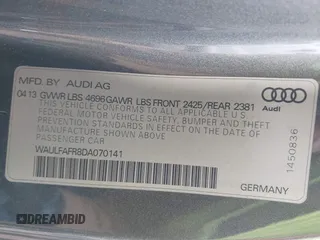 MFD. BY AUDI AG
04 13 GVWR LBS 4696 GAWR LBS FRONT 2425/REAR 2381
THIS VEHICLE CONFORMS TO ALL APPLICABLE
FEDERAL MOTOR VEHICLE SAFETY, BUMPER AND THEFT
PREVENTION STANDARDS IN EFFECT ON THE DATE OF
MANUFACTURE SHOWN ABOVE
PASSENGER CAR
WAULFAFR8DA070141
GERMANY
Audi
1450836
DREAMBID